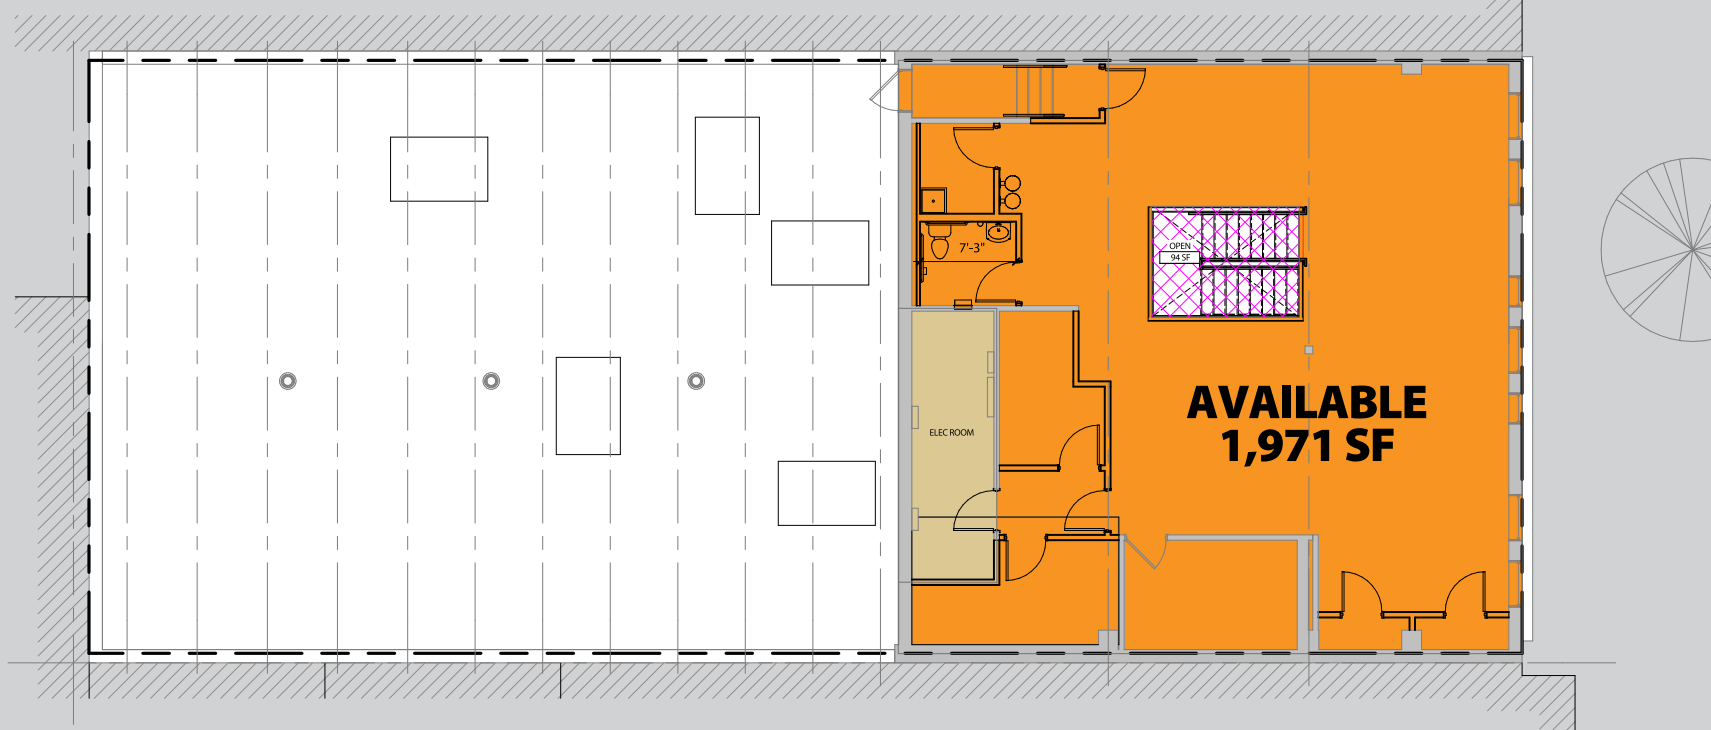 7'-3"
OPEN
94 SF
AVAILABLE
1,971 SF
ELEC ROOM